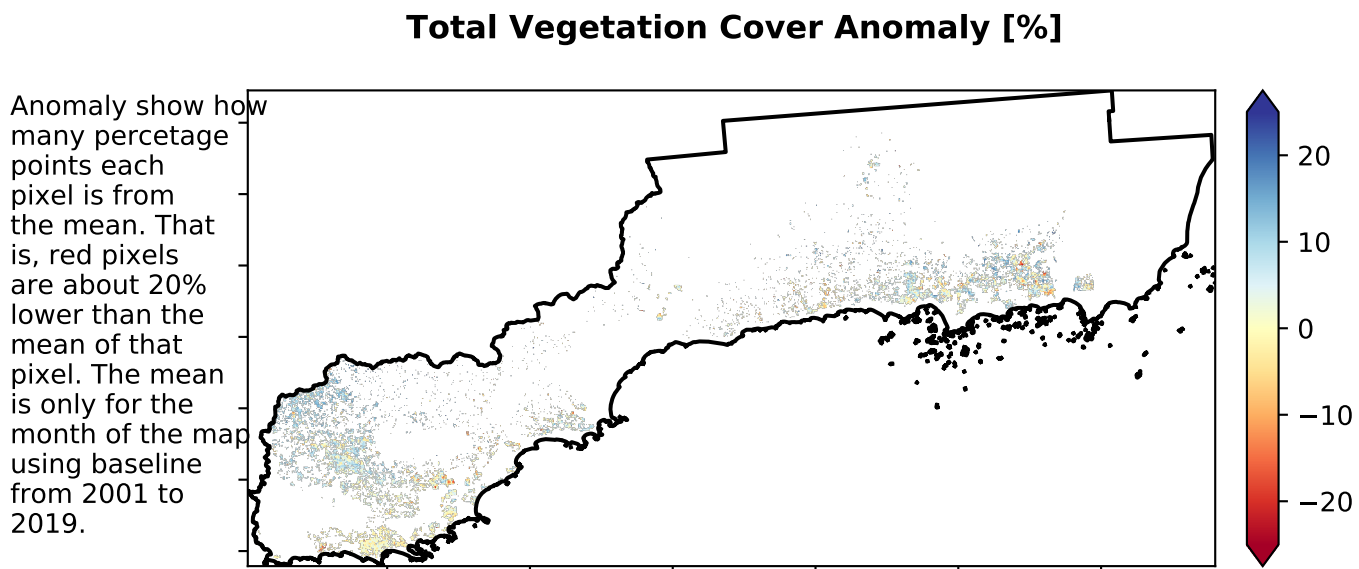 Total Vegetation Cover Anomaly [%]
Anomaly show how
many percetage
points each
pixel is from
the mean. That
is, red pixels
are about 20%
lower than the
mean of that
pixel. The mean
is only for the
month of the map
using baseline
from 2001 to
2019.
20
10
0
−10
−20